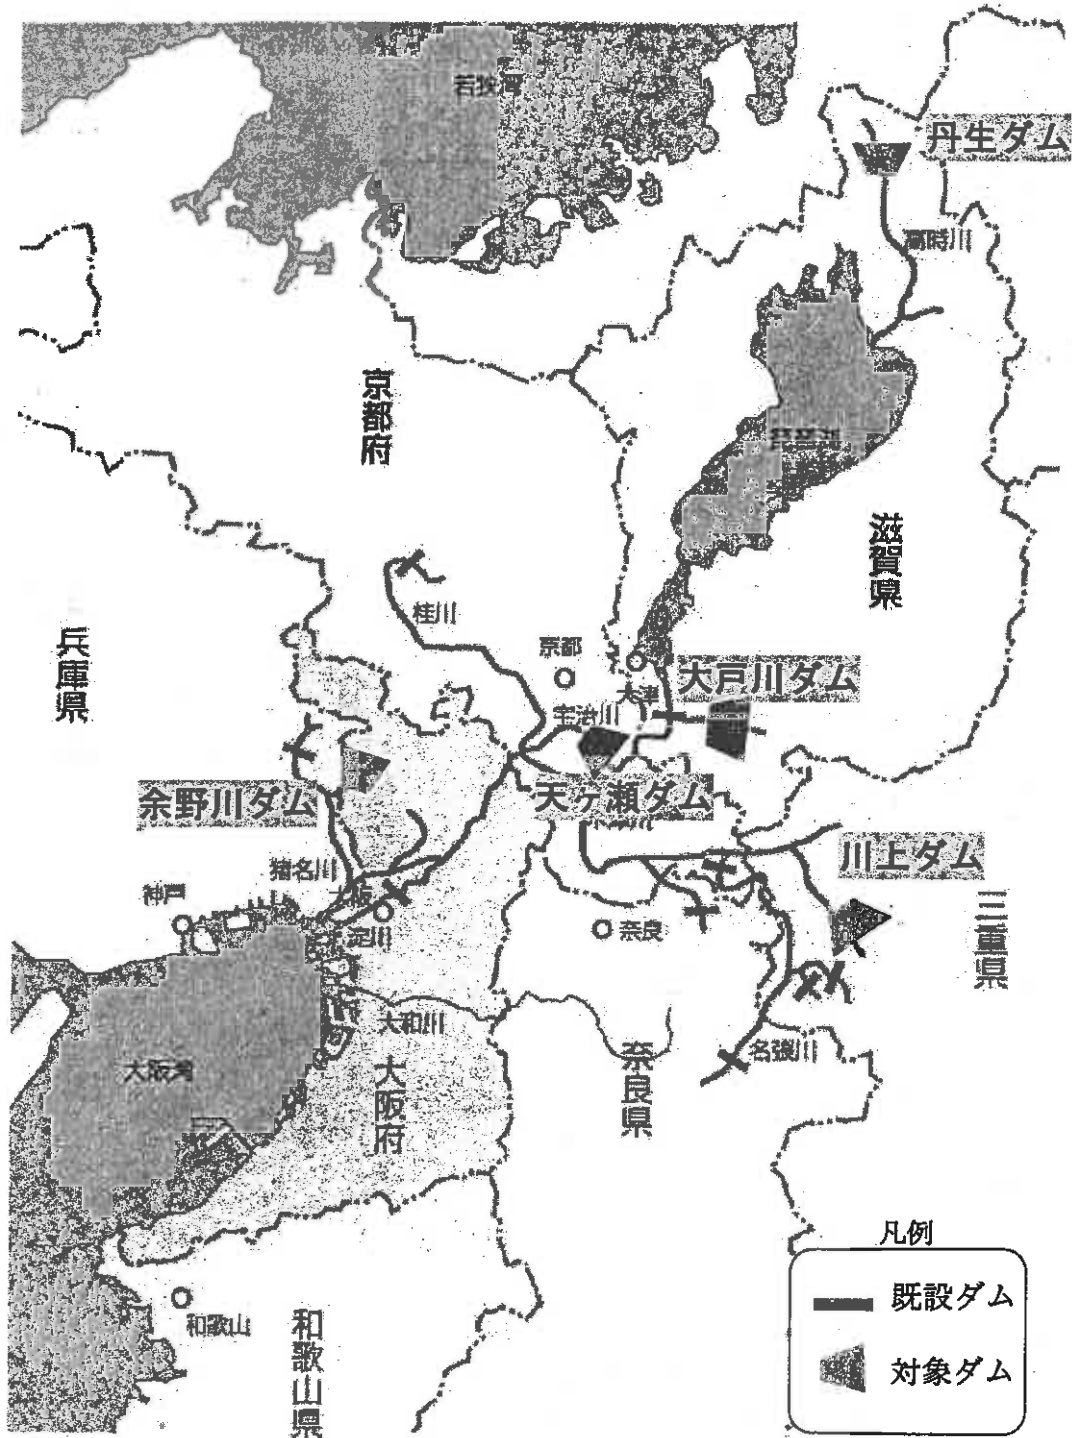 若狭湾
丹生ダム
高時川
京都府
琵琶湖
滋賀県
桂川
兵庫県
京都
大津
大戸川ダム
宇治川
余野川ダム
天ヶ瀬ダム
川上ダム
猪名川
神戸
大阪
淀川
奈良
三重県
大和川
名張川
大阪湾
大阪府
奈良県
和歌山
和歌山県
凡例
既設ダム
対象ダム